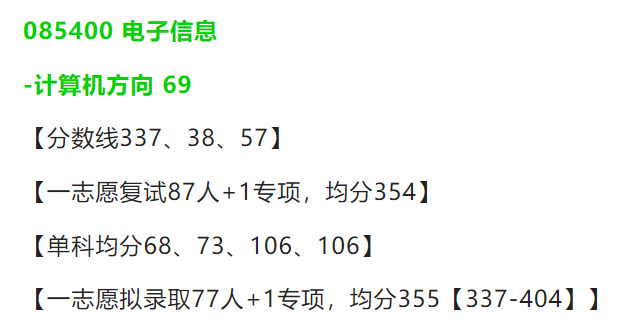 085400 电子信息
-计算机方向 69
【分数线337、38、57】
【一志愿复试87人+1专项，均分354】
【单科均分68、73、106、106】
【一志愿拟录取77人+1专项，均分355【337-404】】